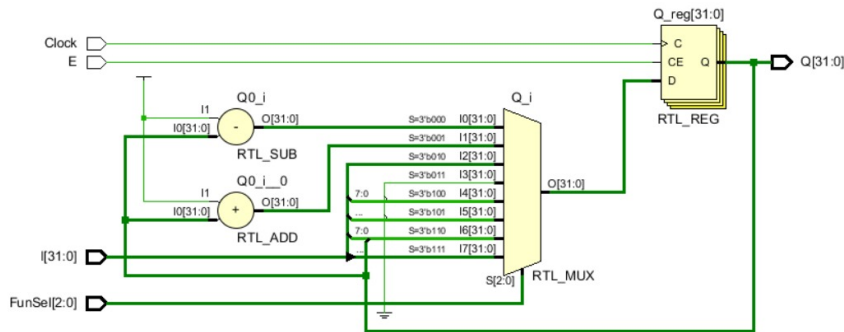 Q_reg[31:0]
Clock
E
C
CE
Q
D
Q[31:0]
RTL_REG
Q0_i
I1
I0[31:0]
-
O[31:0]
RTL_SUB
Q0_i__0
I1
I0[31:0]
+
O[31:0]
RTL_ADD
Q_i
S=3'b000 I0[31:0]
S=3'b001 I1[31:0]
S=3'b010 I2[31:0]
S=3'b011 I3[31:0]
7:0 S=3'b100 I4[31:0]
... S=3'b101 I5[31:0]
7:0 S=3'b110 I6[31:0]
... S=3'b111 I7[31:0]
O[31:0]
S[2:0]
RTL_MUX
I[31:0]
FunSel[2:0]